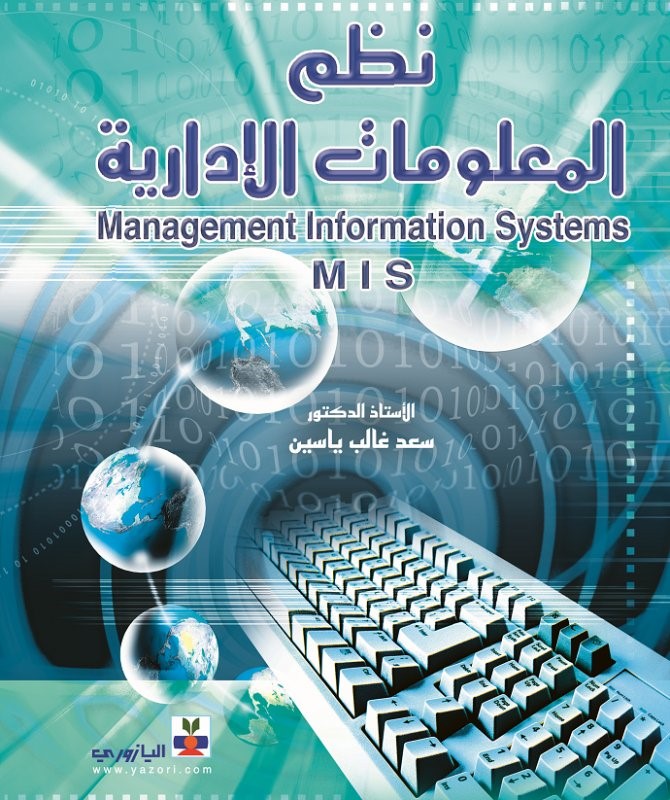 نظم
المعلومات الإدارية
Management Information Systems
MIS
الأستاذ الدكتور
سعد غالب ياسين
اليازوري
www.yazori.com